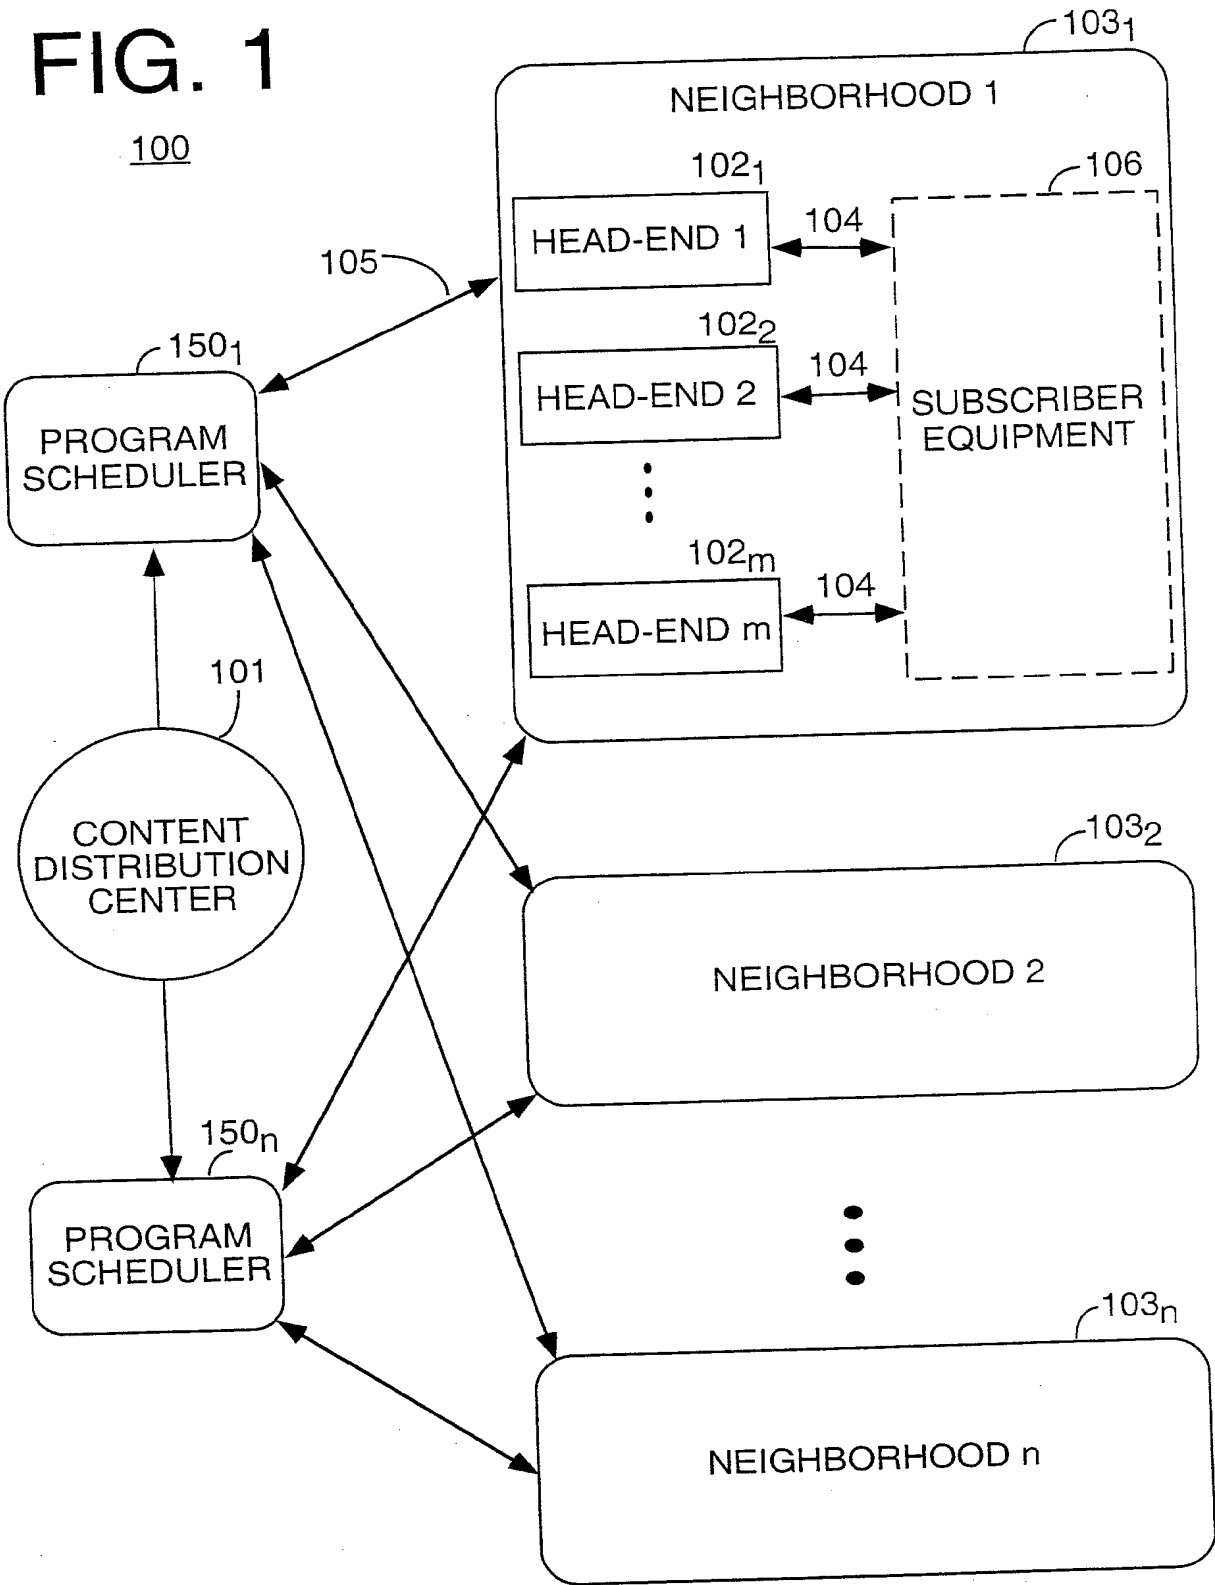 FIG. 1
100
103₁
NEIGHBORHOOD 1
102₁
HEAD-END 1
104
106
105
102₂
HEAD-END 2
104
SUBSCRIBER
EQUIPMENT
150₁
PROGRAM
SCHEDULER
102ₘ
HEAD-END m
104
101
CONTENT
DISTRIBUTION
CENTER
103₂
NEIGHBORHOOD 2
150ₙ
PROGRAM
SCHEDULER
103ₙ
NEIGHBORHOOD n